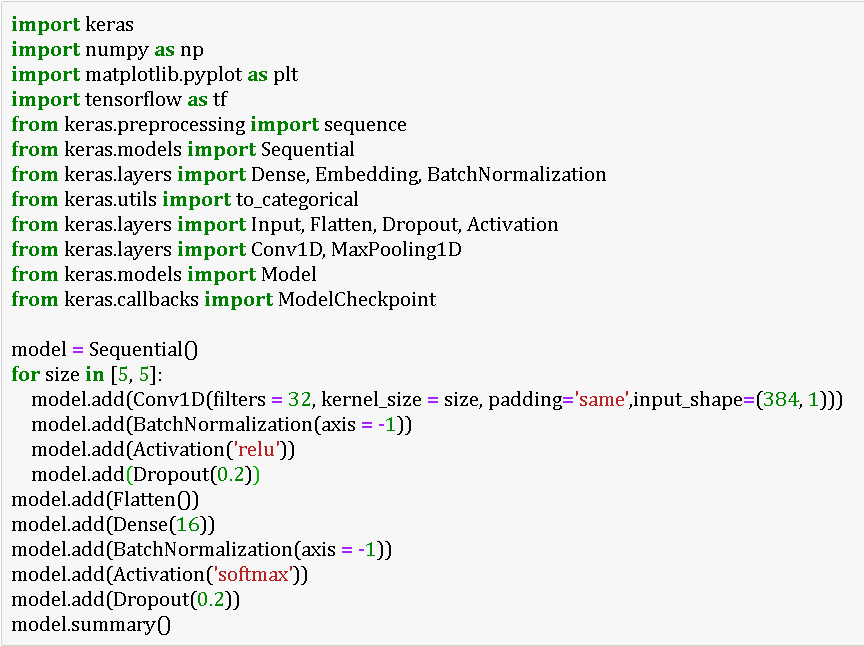 import keras
import numpy as np
import matplotlib.pyplot as plt
import tensorflow as tf
from keras.preprocessing import sequence
from keras.models import Sequential
from keras.layers import Dense, Embedding, BatchNormalization
from keras.utils import to_categorical
from keras.layers import Input, Flatten, Dropout, Activation
from keras.layers import Conv1D, MaxPooling1D
from keras.models import Model
from keras.callbacks import ModelCheckpoint

model = Sequential()
for size in [5, 5]:
    model.add(Conv1D(filters = 32, kernel_size = size, padding='same',input_shape=(384, 1)))
    model.add(BatchNormalization(axis = -1))
    model.add(Activation('relu'))
    model.add(Dropout(0.2))
model.add(Flatten())
model.add(Dense(16))
model.add(BatchNormalization(axis = -1))
model.add(Activation('softmax'))
model.add(Dropout(0.2))
model.summary()